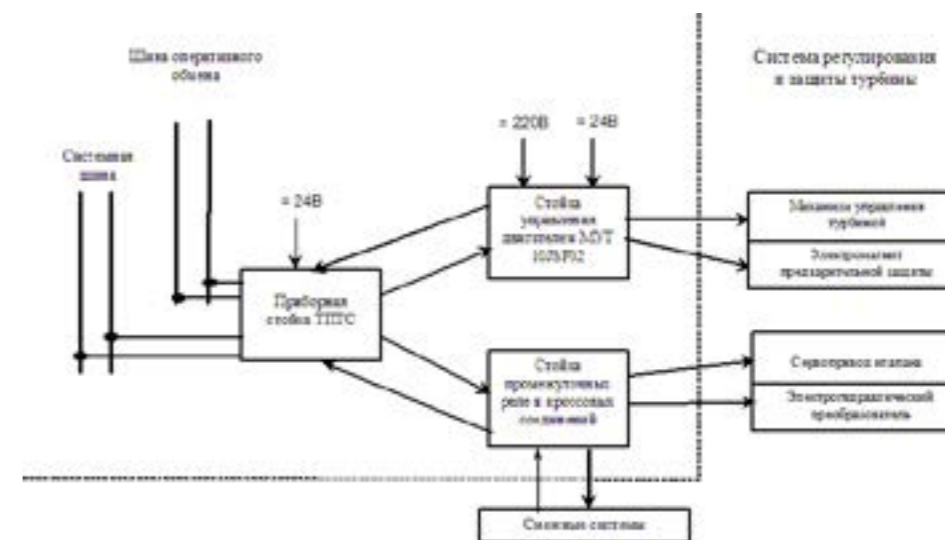 Шина оперативного
обмена
Система регулирования
и защиты турбины
= 220В
= 24В
Системная
шина
= 24В
Стойка
управления
двигателем МУТ
Механизм управления
турбиной
Электромагнит
предварительной защиты
Приборная
стойка ТПТС
Стойка
промежуточных
реле и кроссовых
соединений
Сервопривод клапана
Электрогидравлический
преобразователь
Смежные системы